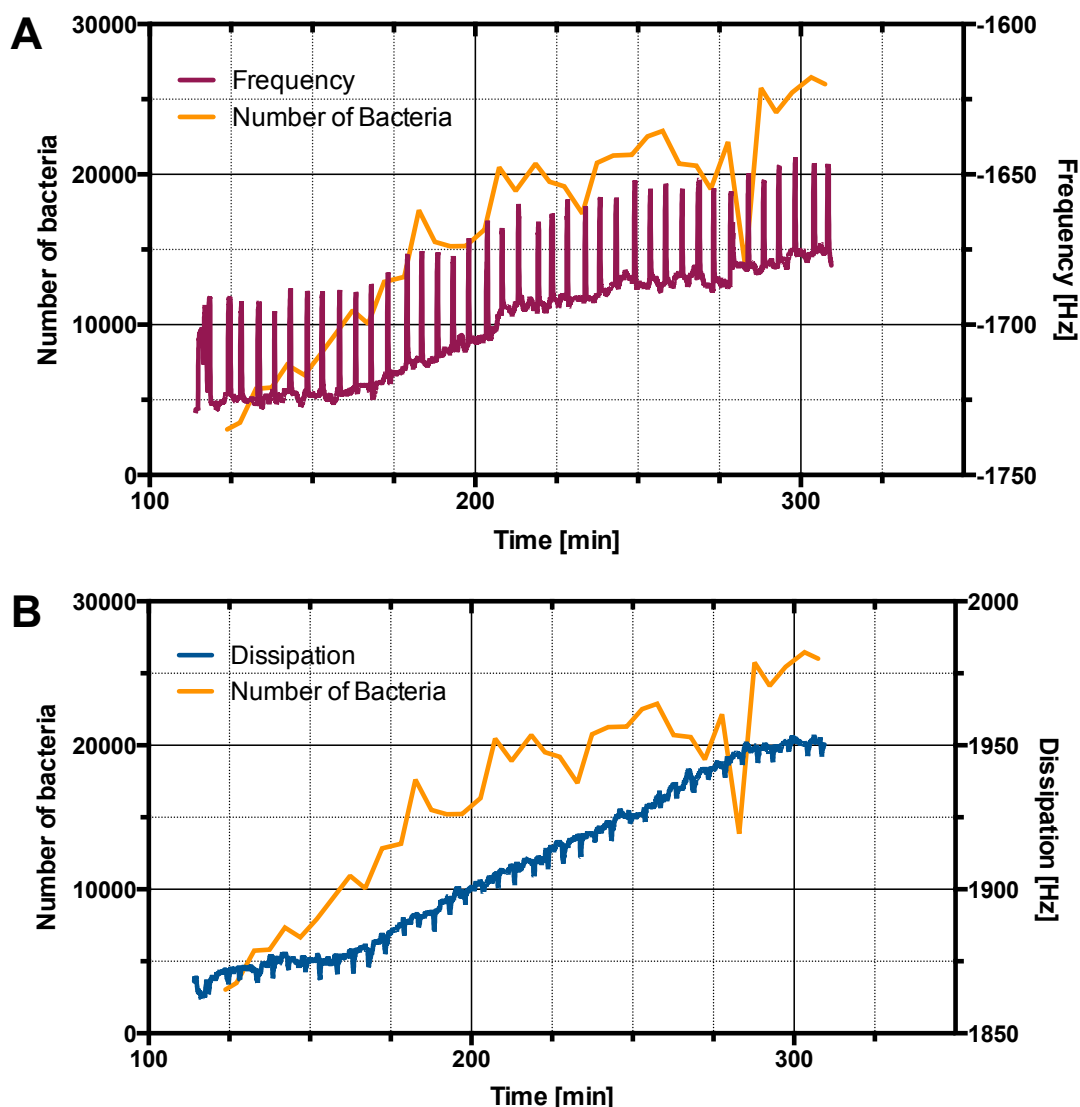 A
30000
20000
10000
0
Number of bacteria
Frequency
Number of Bacteria
-1600
-1650
-1700
-1750
Frequency [Hz]
100
200
300
Time [min]
B
30000
20000
10000
0
Number of bacteria
Dissipation
Number of Bacteria
2000
1950
1900
1850
Dissipation [Hz]
100
200
300
Time [min]